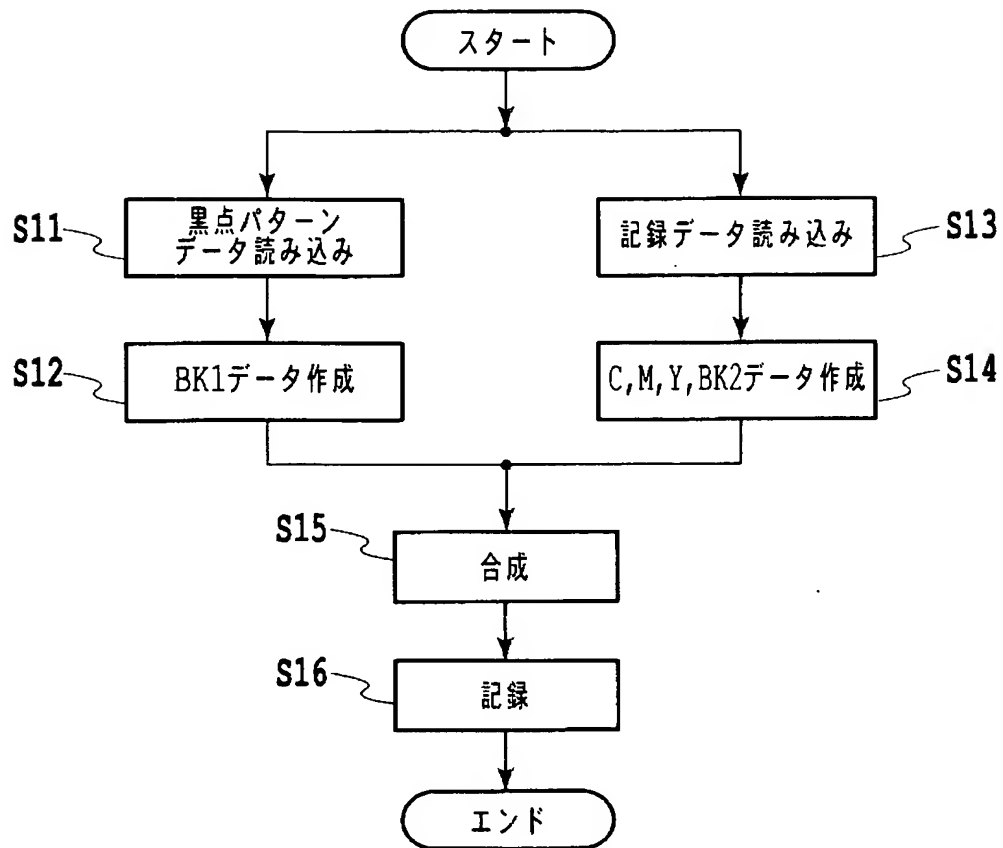 スタート
S11
黒点パターン
データ読み込み
S13
記録データ読み込み
S12
BK1データ作成
S14
C,M,Y,BK2データ作成
S15
合成
S16
記録
エンド